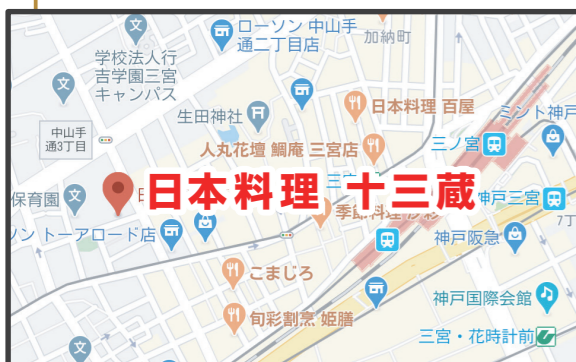 ローソン 中山手
通二丁目店
加納町
学校法人行
吉学園三宮
キャンパス
日本料理 百屋
ミント神戸
生田神社
中山手
通3丁目
人丸花壇 鯛庵 三宮店
三ノ宮
保育園
日本料理 十三蔵
神戸三宮
ソン トーアロード店
神戸阪急
こまじろ
神戸国際会館
旬彩割烹 姫膳
三宮・花時計前